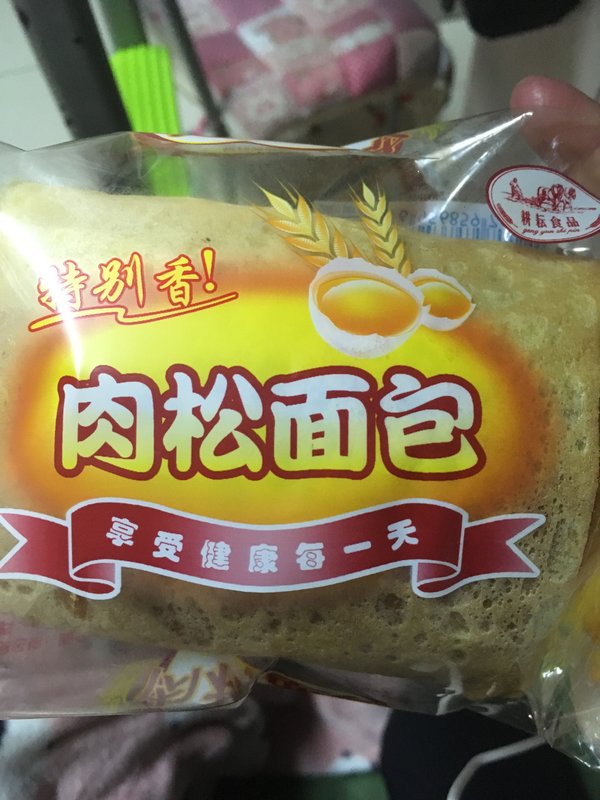 耕耘食品
geng yun shi pin
特别香!
肉松面包
享受健康每一天